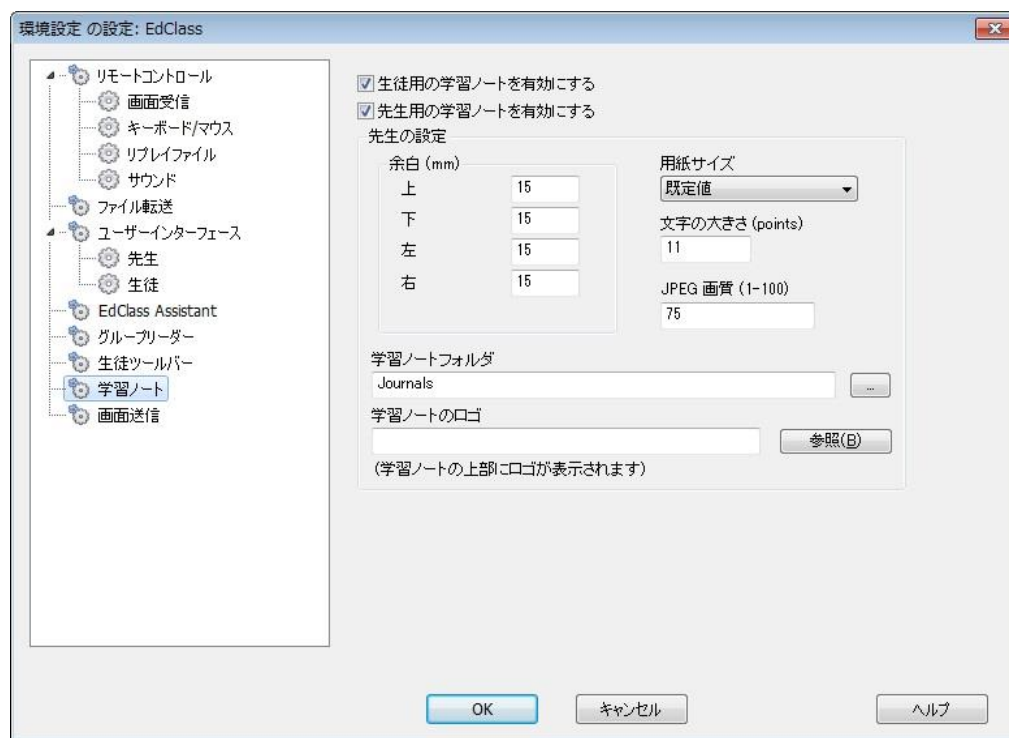 環境設定 の設定: EdClass
リモートコントロール
画面受信
キーボード/マウス
リプレイファイル
サウンド
ファイル転送
ユーザーインターフェース
先生
生徒
EdClass Assistant
グループリーダー
生徒ツールバー
学習ノート
画面送信
生徒用の学習ノートを有効にする
先生用の学習ノートを有効にする
先生の設定
余白 (mm)
上 15
下 15
左 15
右 15
用紙サイズ
既定値
文字の大きさ (points)
11
JPEG 画質 (1-100)
75
学習ノートフォルダ
Journals
...
学習ノートのロゴ
参照(B)
(学習ノートの上部にロゴが表示されます)
OK
キャンセル
ヘルプ